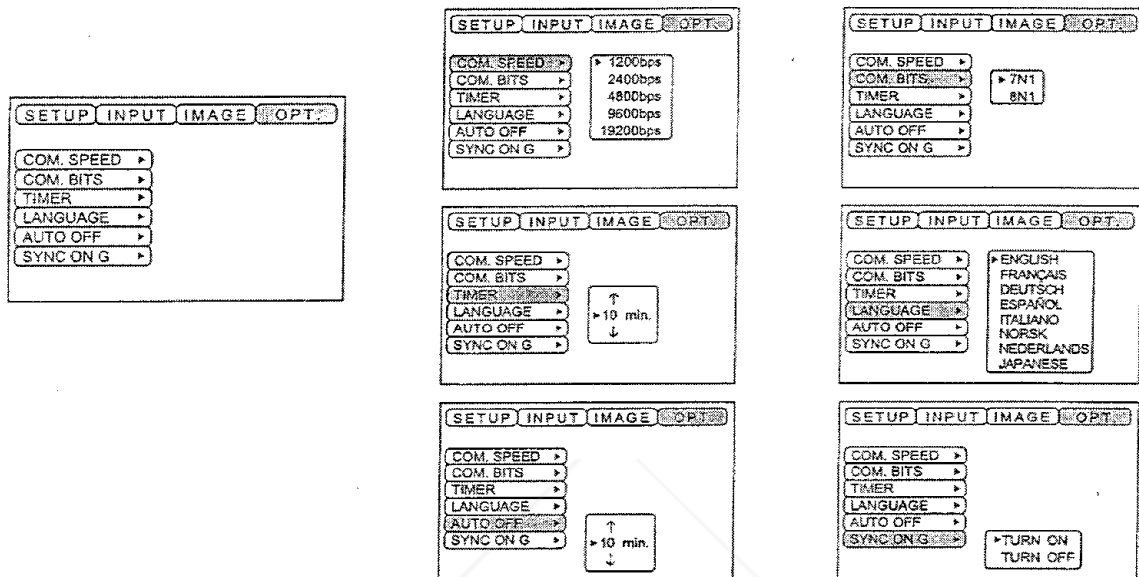 SETUP INPUT IMAGE OPT.
COM. SPEED ▸
COM. BITS ▸
TIMER ▸
LANGUAGE ▸
AUTO OFF ▸
SYNC ON G ▸
SETUP INPUT IMAGE OPT.
COM. SPEED ▸
COM. BITS ▸
TIMER ▸
LANGUAGE ▸
AUTO OFF ▸
SYNC ON G ▸
▸ 1200bps
2400bps
4800bps
9600bps
19200bps
SETUP INPUT IMAGE OPT.
COM. SPEED ▸
COM. BITS ▸
TIMER ▸
LANGUAGE ▸
AUTO OFF ▸
SYNC ON G ▸
▸ 7N1
8N1
SETUP INPUT IMAGE OPT.
COM. SPEED ▸
COM. BITS ▸
TIMER ▸
LANGUAGE ▸
AUTO OFF ▸
SYNC ON G ▸
↑
▸10 min.
↓
SETUP INPUT IMAGE OPT.
COM. SPEED ▸
COM. BITS ▸
TIMER ▸
LANGUAGE ▸
AUTO OFF ▸
SYNC ON G ▸
▸ENGLISH
FRANÇAIS
DEUTSCH
ESPAÑOL
ITALIANO
NORSK
NEDERLANDS
JAPANESE
SETUP INPUT IMAGE OPT.
COM. SPEED ▸
COM. BITS ▸
TIMER ▸
LANGUAGE ▸
AUTO OFF ▸
SYNC ON G ▸
↑
▸10 min.
↓
SETUP INPUT IMAGE OPT.
COM. SPEED ▸
COM. BITS ▸
TIMER ▸
LANGUAGE ▸
AUTO OFF ▸
SYNC ON G ▸
▸TURN ON
TURN OFF